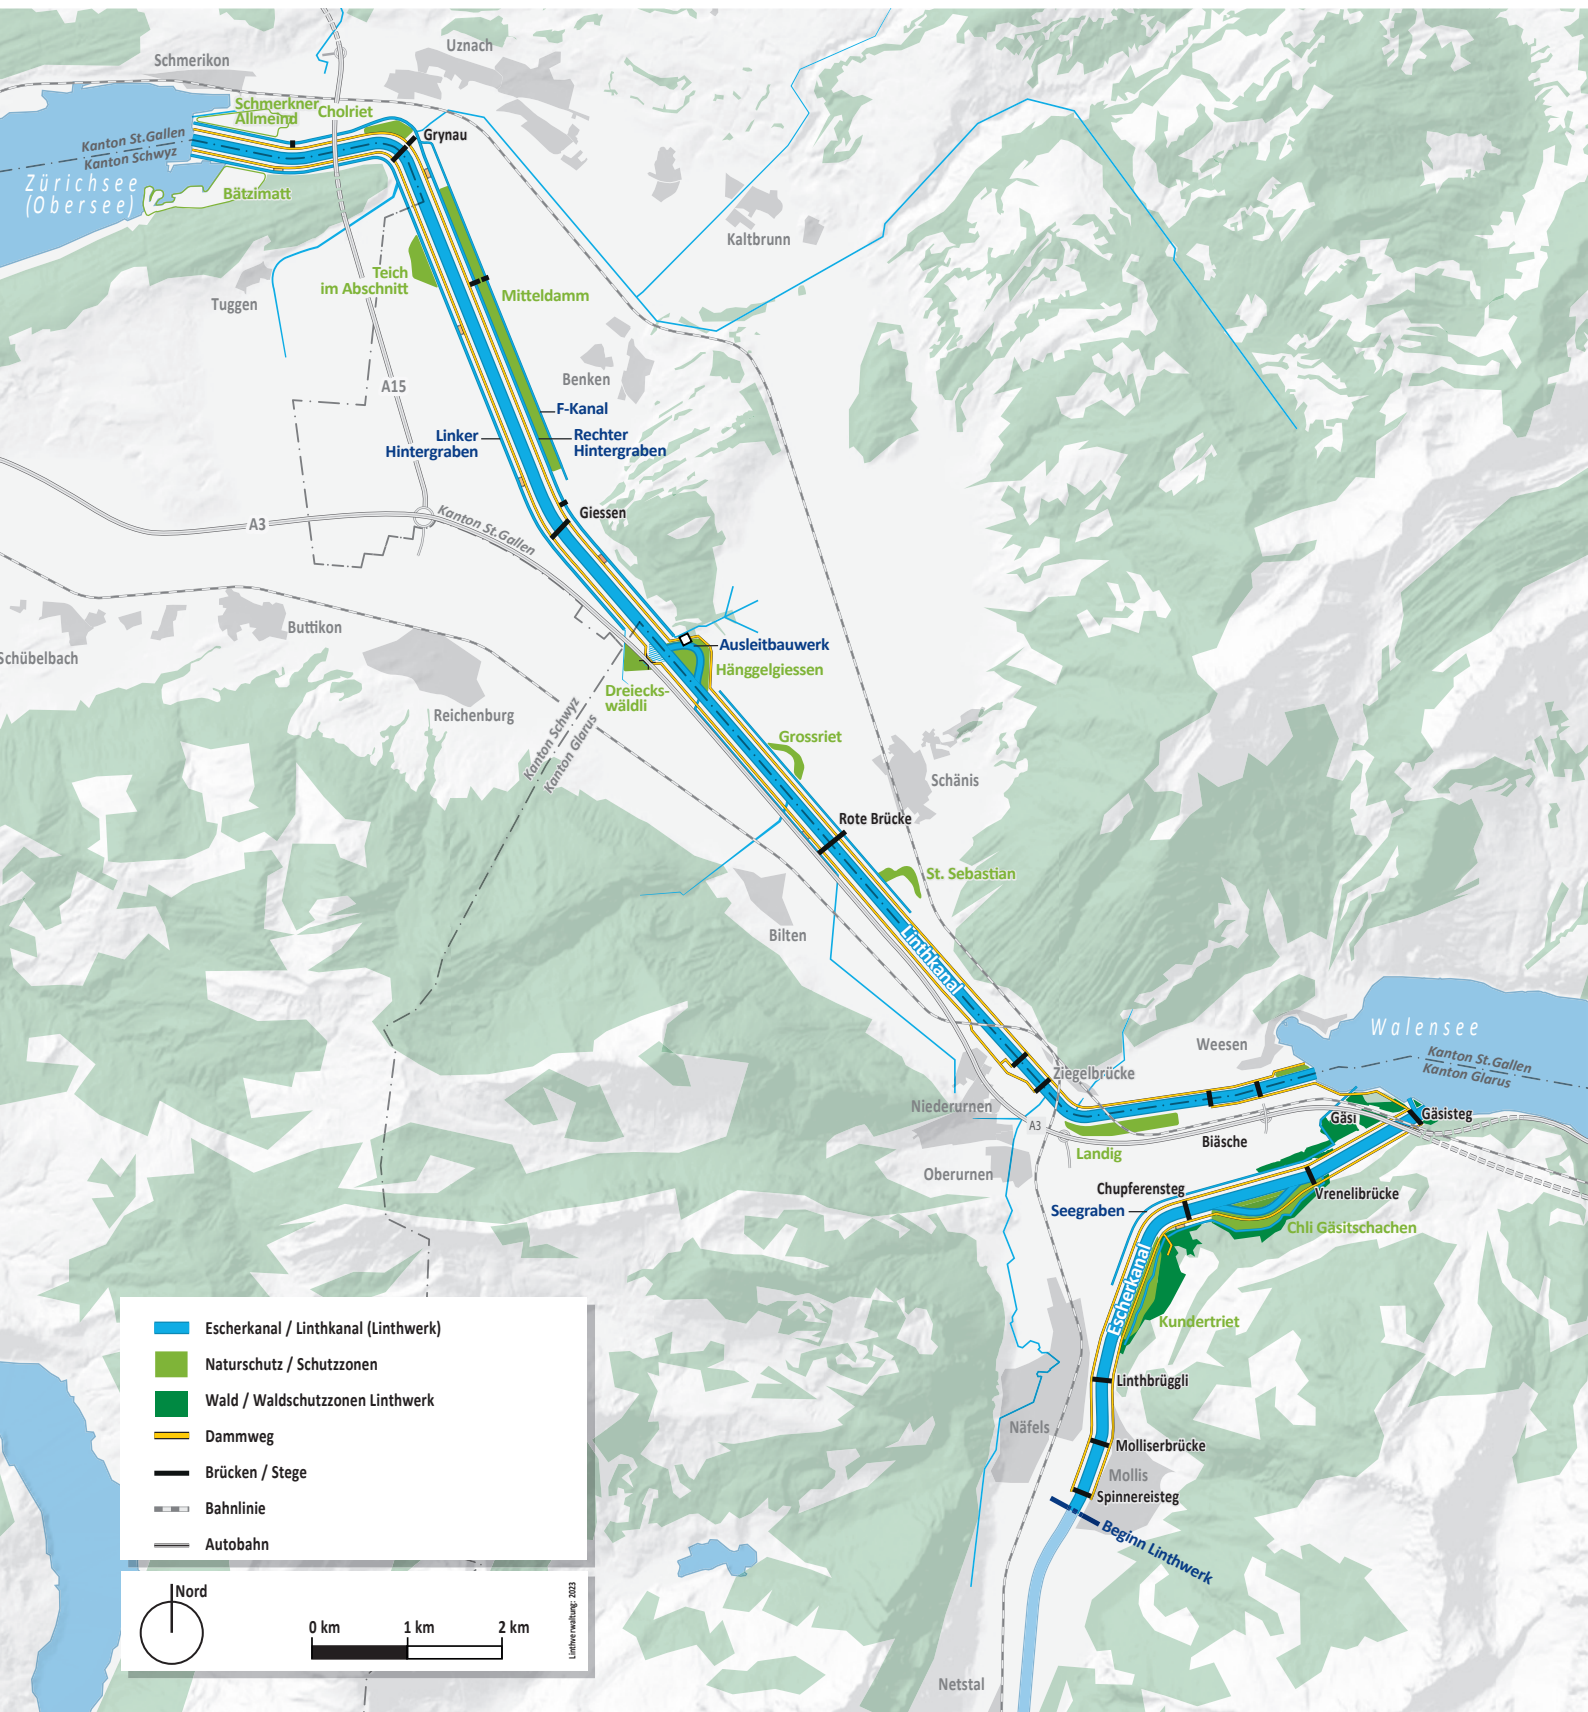 Uznach
Schmerikon
Schmerkner
Allmeind
Cholriet
Grynau
Kanton St.Gallen
Kanton Schwyz
Zürichsee
(Obersee)
Bätzimatt
Kaltbrunn
Teich
im Abschnitt
Mitteldamm
Tuggen
Benken
A15
F-Kanal
Linker
Hintergraben
Rechter
Hintergraben
Giessen
A3
Kanton St.Gallen
Buttikon
Schübelbach
Ausleitbauwerk
Hänggelgiessen
Dreiecks-
wäldli
Reichenburg
Kanton Schwyz
Kanton Glarus
Grossriet
Schänis
Rote Brücke
St. Sebastian
Bilten
Linthkanal
Walensee
Weesen
Kanton St.Gallen
Kanton Glarus
Ziegelbrücke
Niederurnen
A3
Gäsi
Gäsisteg
Biäsche
Landig
Oberurnen
Chupferensteg
Vrenelibrücke
Seegraben
Chli Gäsitschachen
Escherkanal
Kundertriet
Linthbrüggli
Näfels
Molliserbrücke
Mollis
Spinnereisteg
Beginn Linthwerk
Netstal
Escherkanal / Linthkanal (Linthwerk)
Naturschutz / Schutzzonen
Wald / Waldschutzzonen Linthwerk
Dammweg
Brücken / Stege
Bahnlinie
Autobahn
Nord
0 km
1 km
2 km
Linthverwaltung: 2023